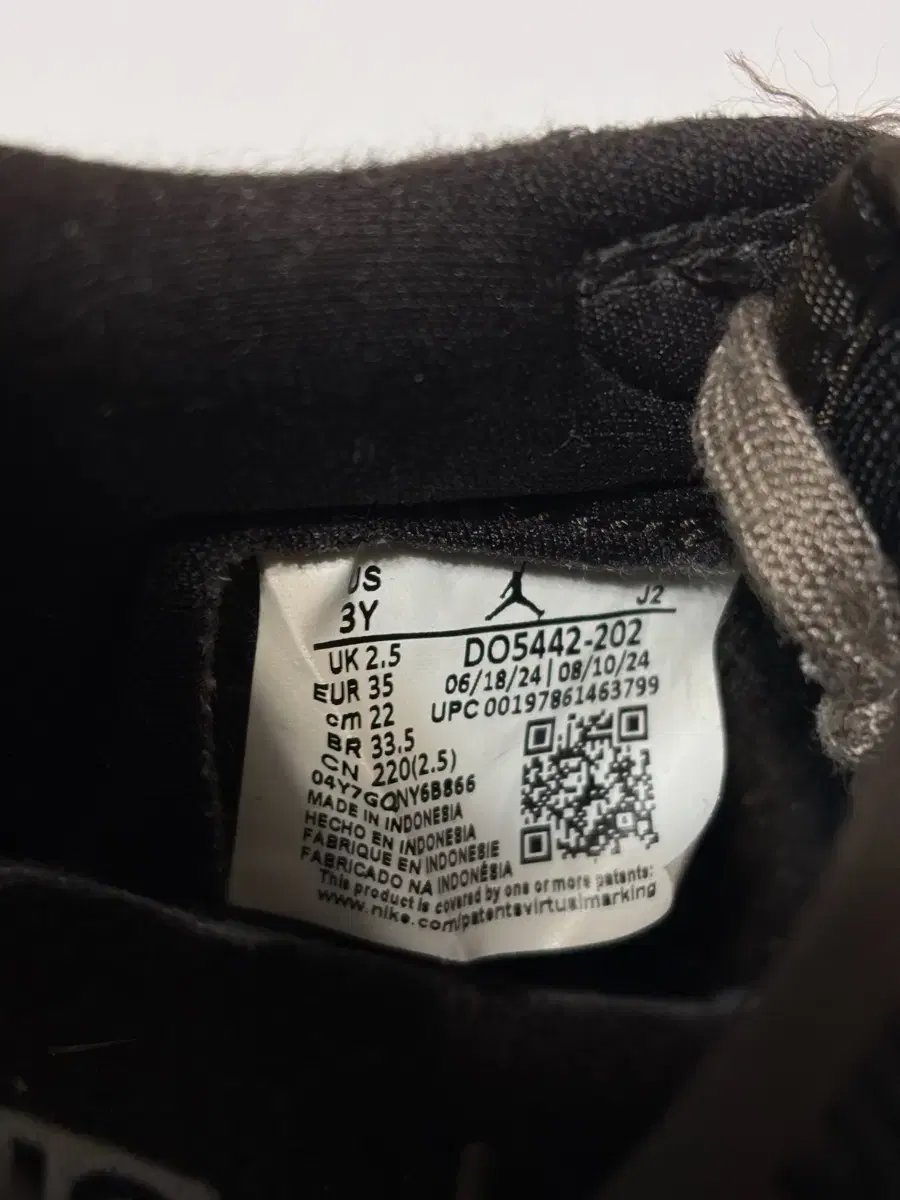 US
3Y
J2
UK 2.5
EUR 35
cm 22
BR 33.5
CN 220(2.5)
DO5442-202
06/18/24 | 08/10/24
UPC 00197861463799
04Y7GQNY6B866
MADE IN INDONESIA
HECHO EN INDONESIA
FABRIQUE EN INDONESIE
FABRICADO NA INDONÉSIA
This product is covered by one or more patents:
www.nike.com/patentsvirtualmarking